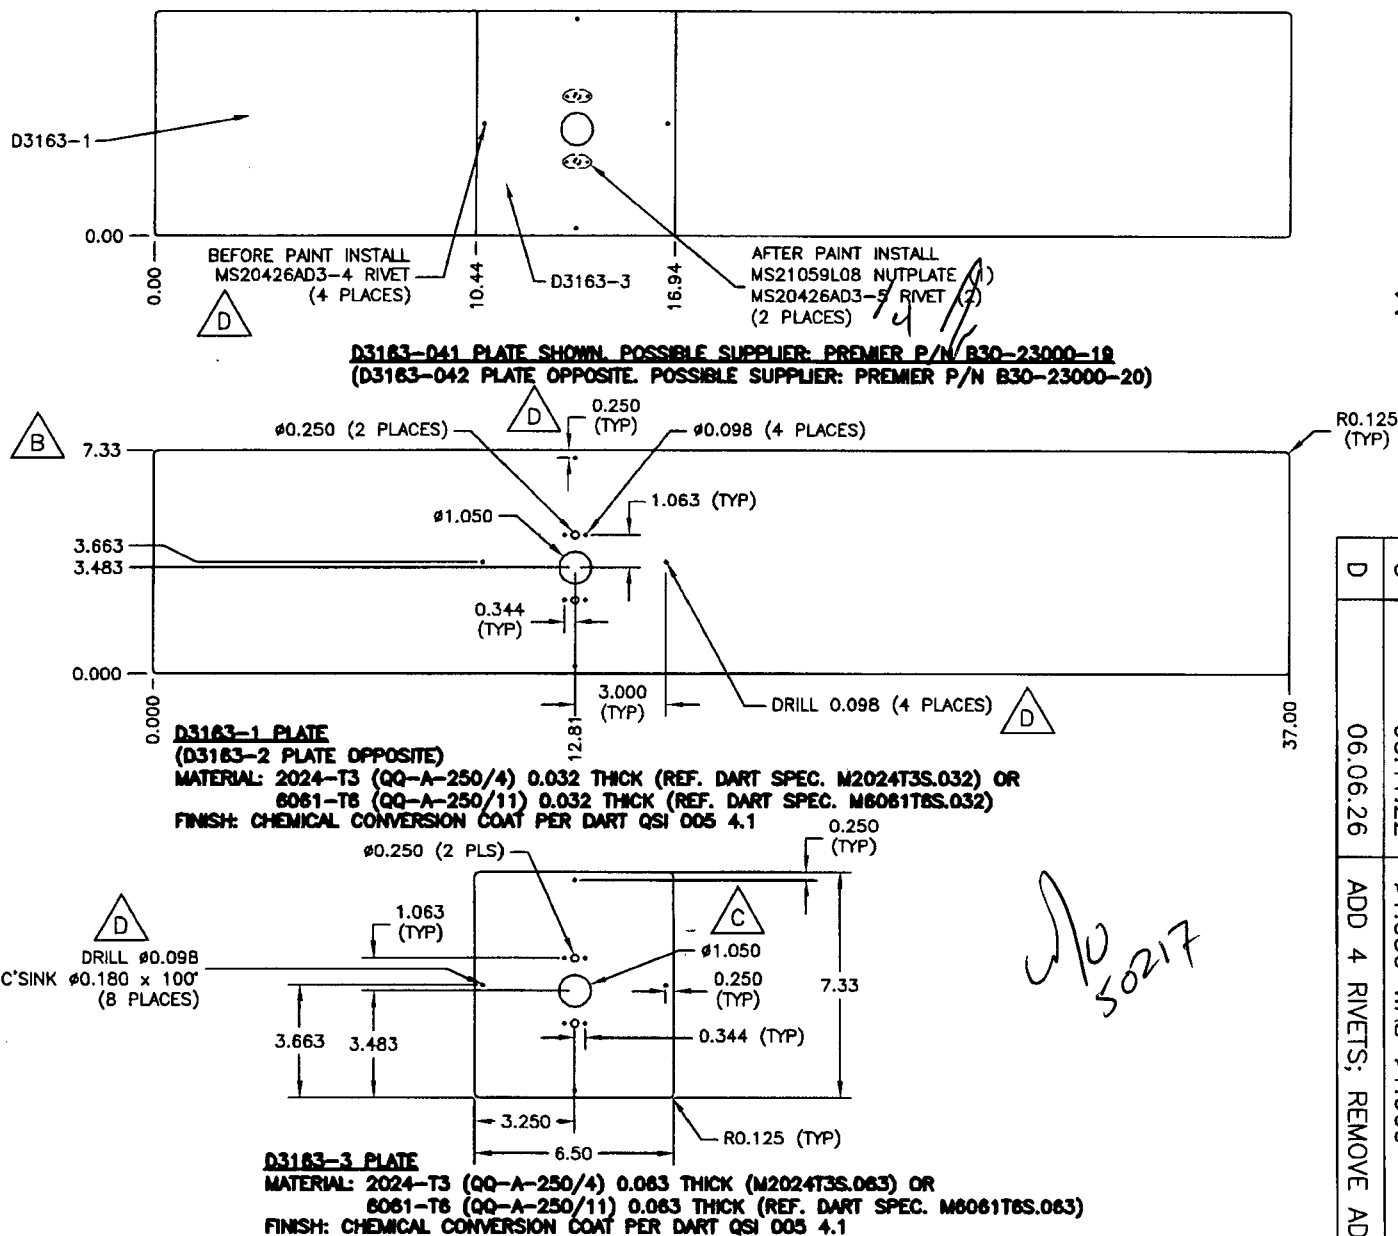 D3163-1
0.00
0.00
BEFORE PAINT INSTALL
MS20426AD3-4 RIVET
(4 PLACES)
D
10.44
D3163-3
16.94
AFTER PAINT INSTALL
MS21059L08 NUTPLATE (1)
MS20426AD3-5 RIVET (2)
(2 PLACES)
D3163-041 PLATE SHOWN. POSSIBLE SUPPLIER: PREMIER P/N B30-23000-19
(D3163-042 PLATE OPPOSITE. POSSIBLE SUPPLIER: PREMIER P/N B30-23000-20)
B
7.33
ø0.250 (2 PLACES)
D
0.250
(TYP)
ø0.098 (4 PLACES)
R0.125
(TYP)
ø1.050
1.063 (TYP)
3.663
3.483
0.344
(TYP)
0.000
0.000
12.81
3.000
(TYP)
DRILL 0.098 (4 PLACES)
D
37.00
D3163-1 PLATE
(D3163-2 PLATE OPPOSITE)
MATERIAL: 2024-T3 (QQ-A-250/4) 0.032 THICK (REF. DART SPEC. M2024T3S.032) OR
6061-T6 (QQ-A-250/11) 0.032 THICK (REF. DART SPEC. M6061T6S.032)
FINISH: CHEMICAL CONVERSION COAT PER DART QSI 005 4.1
ø0.250 (2 PLS)
0.250
(TYP)
D
DRILL ø0.098
C'SINK ø0.180 x 100°
(8 PLACES)
1.063
(TYP)
C
ø1.050
0.250
(TYP)
7.33
3.663
3.483
0.344 (TYP)
3.250
6.50
R0.125 (TYP)
D3163-3 PLATE
MATERIAL: 2024-T3 (QQ-A-250/4) 0.063 THICK (M2024T3S.063) OR
6061-T6 (QQ-A-250/11) 0.063 THICK (REF. DART SPEC. M6061T6S.063)
FINISH: CHEMICAL CONVERSION COAT PER DART QSI 005 4.1
50217
D
06.06.26
ADD 4 RIVETS; REMOVE